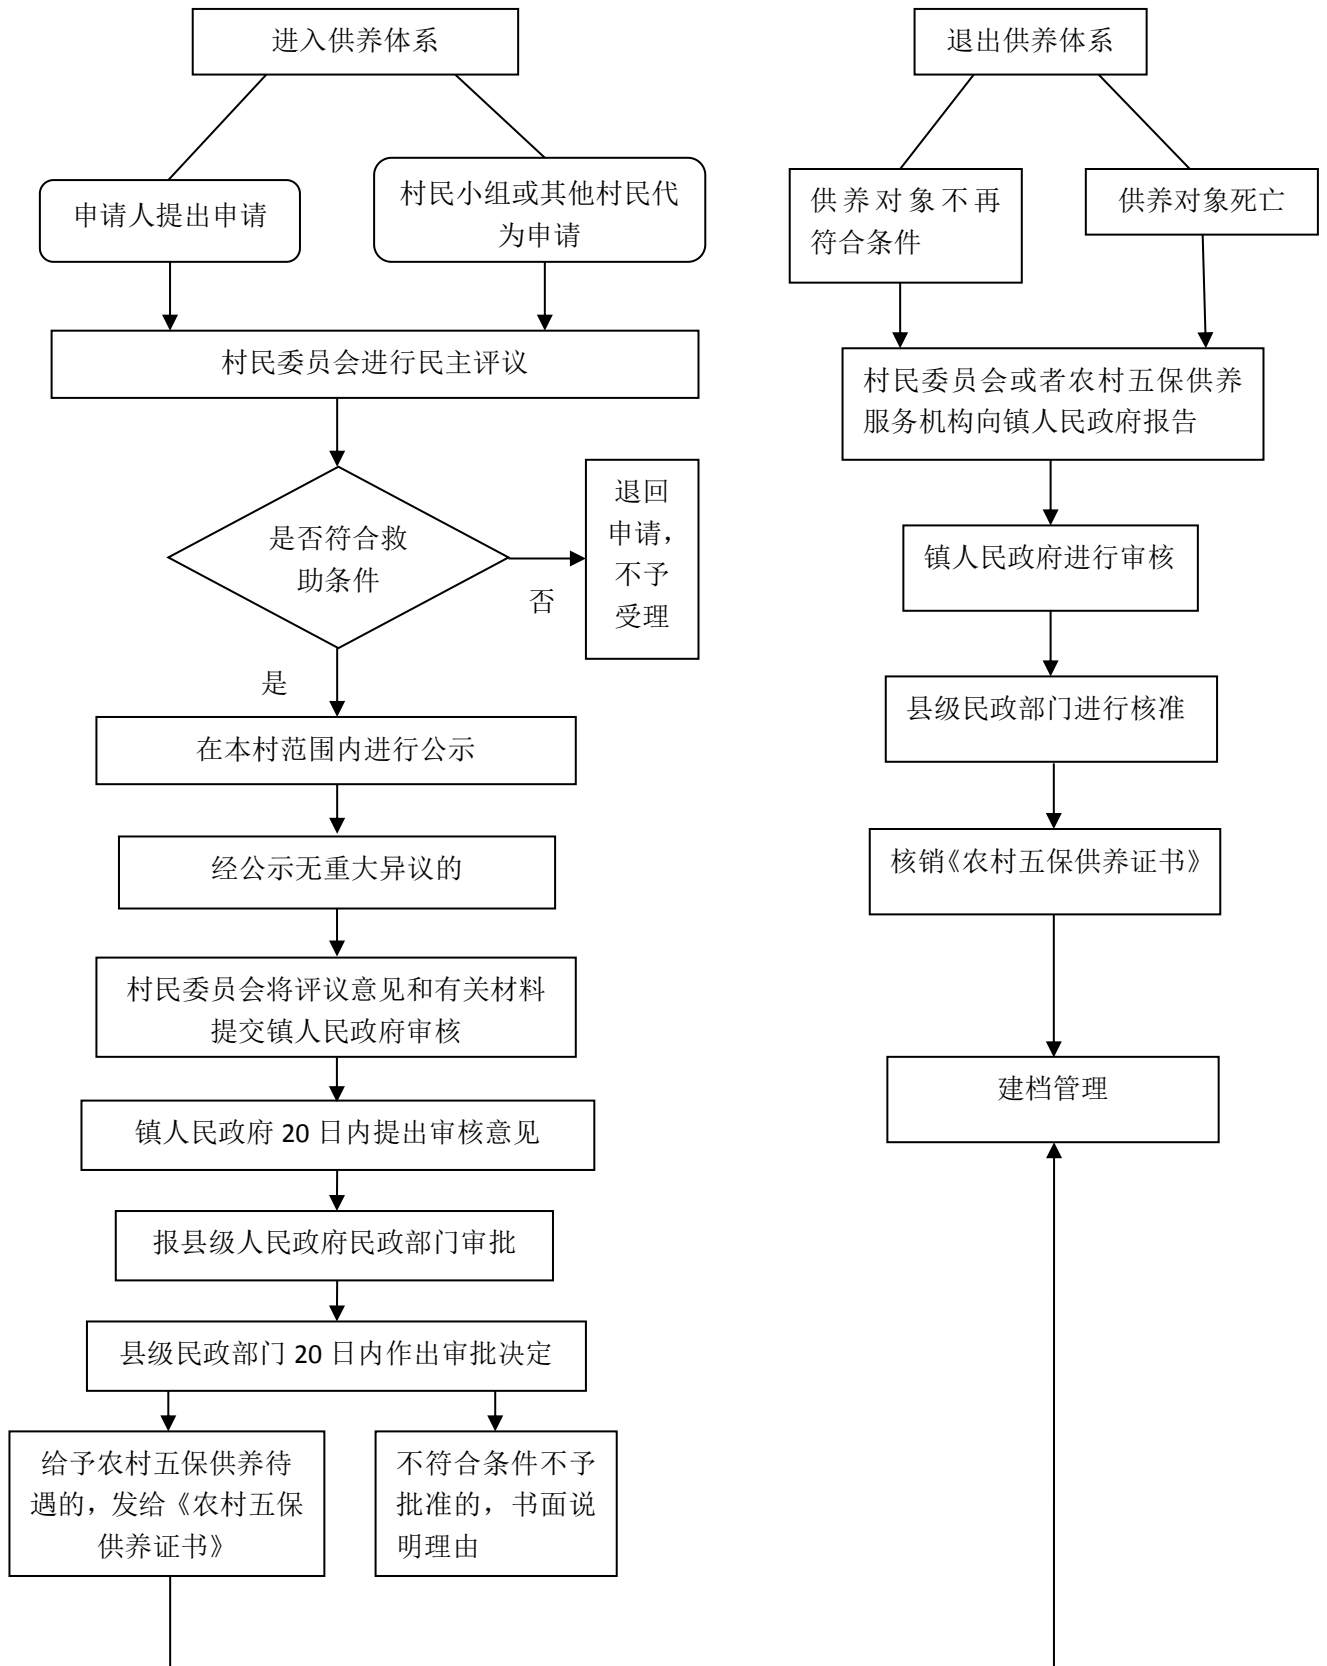 进入供养体系
申请人提出申请
村民小组或其他村民代
为申请
村民委员会进行民主评议
是否符合救
助条件
否
退回
申请，
不予
受理
是
在本村范围内进行公示
经公示无重大异议的
村民委员会将评议意见和有关材料
提交镇人民政府审核
镇人民政府 20 日内提出审核意见
报县级人民政府民政部门审批
县级民政部门 20 日内作出审批决定
给予农村五保供养待
遇的，发给《农村五保
供养证书》
不符合条件不予
批准的，书面说
明理由
退出供养体系
供养对象不再
符合条件
供养对象死亡
村民委员会或者农村五保供养
服务机构向镇人民政府报告
镇人民政府进行审核
县级民政部门进行核准
核销《农村五保供养证书》
建档管理